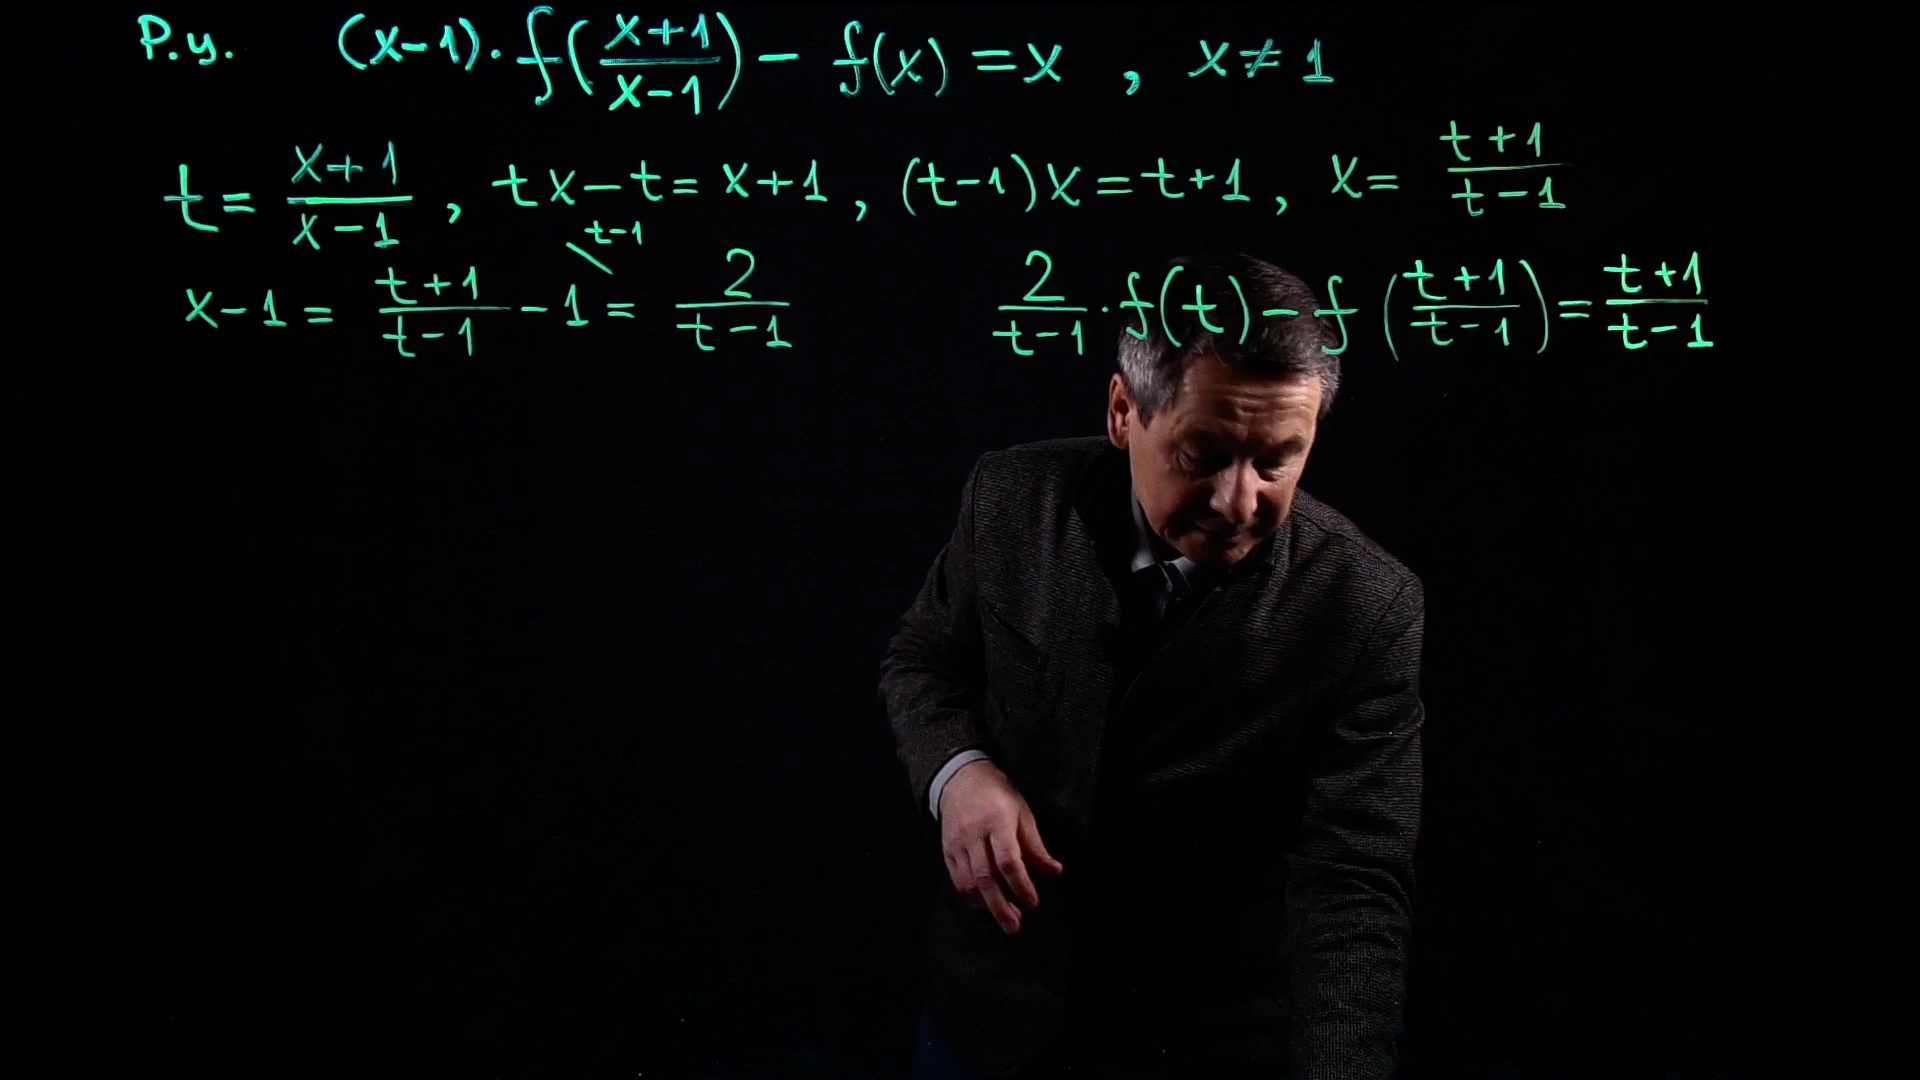 Р.у. (x-1)·f((x+1)/(x-1)) - f(x) = x , x≠1
t = (x+1)/(x-1) , tx-t = x+1 , (t-1)x = t+1 , x = (t+1)/(t-1)
x-1 = (t+1)/(t-1) - 1 \ t-1 = 2/(t-1) 2/(t-1)·f(t) - f((t+1)/(t-1)) = (t+1)/(t-1)